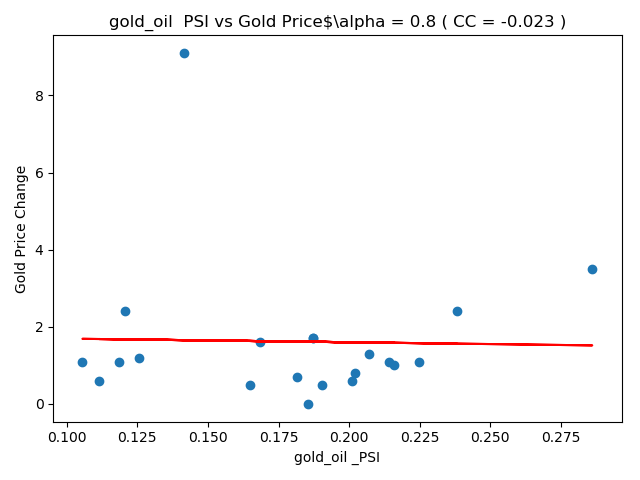 gold_oil  PSI vs Gold Price$\alpha = 0.8 ( CC = -0.023 )
8
6
4
2
0
Gold Price Change
0.100 0.125 0.150 0.175 0.200 0.225 0.250 0.275
gold_oil _PSI